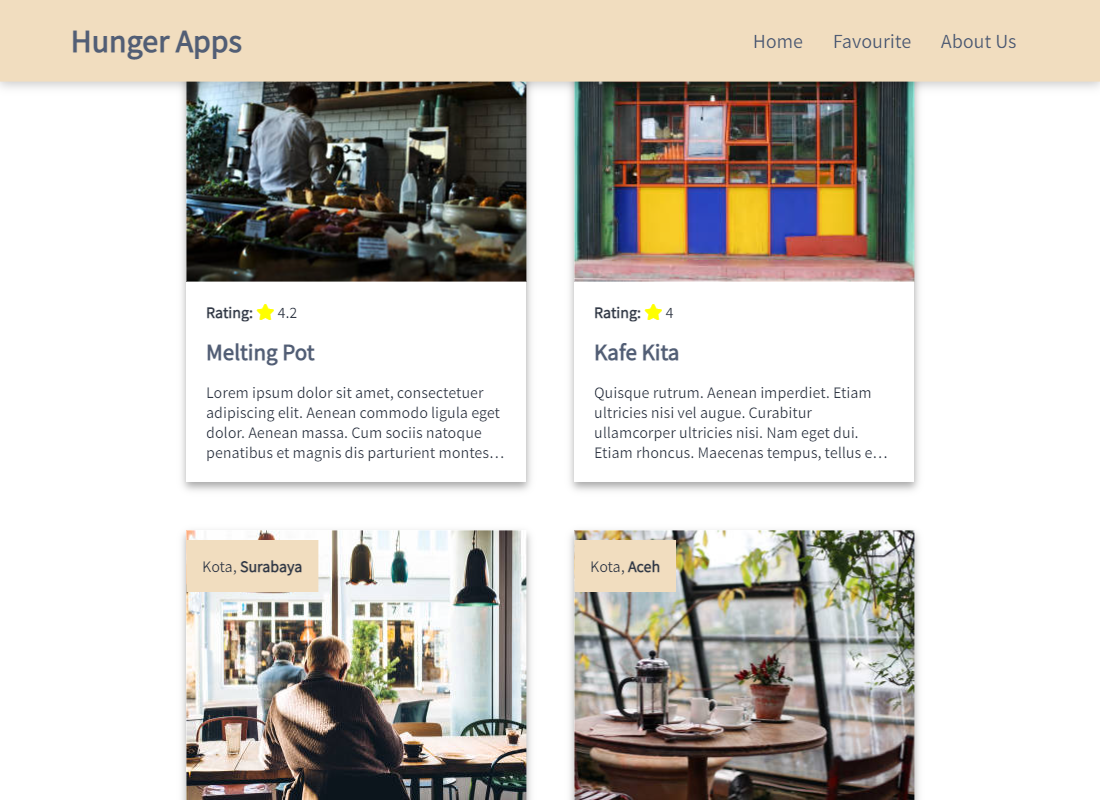 Hunger Apps
Home Favourite About Us
Rating: 4.2
Melting Pot
Lorem ipsum dolor sit amet, consectetuer
adipiscing elit. Aenean commodo ligula eget
dolor. Aenean massa. Cum sociis natoque
penatibus et magnis dis parturient montes…
Rating: 4
Kafe Kita
Quisque rutrum. Aenean imperdiet. Etiam
ultricies nisi vel augue. Curabitur
ullamcorper ultricies nisi. Nam eget dui.
Etiam rhoncus. Maecenas tempus, tellus e…
Kota, Surabaya
Kota, Aceh